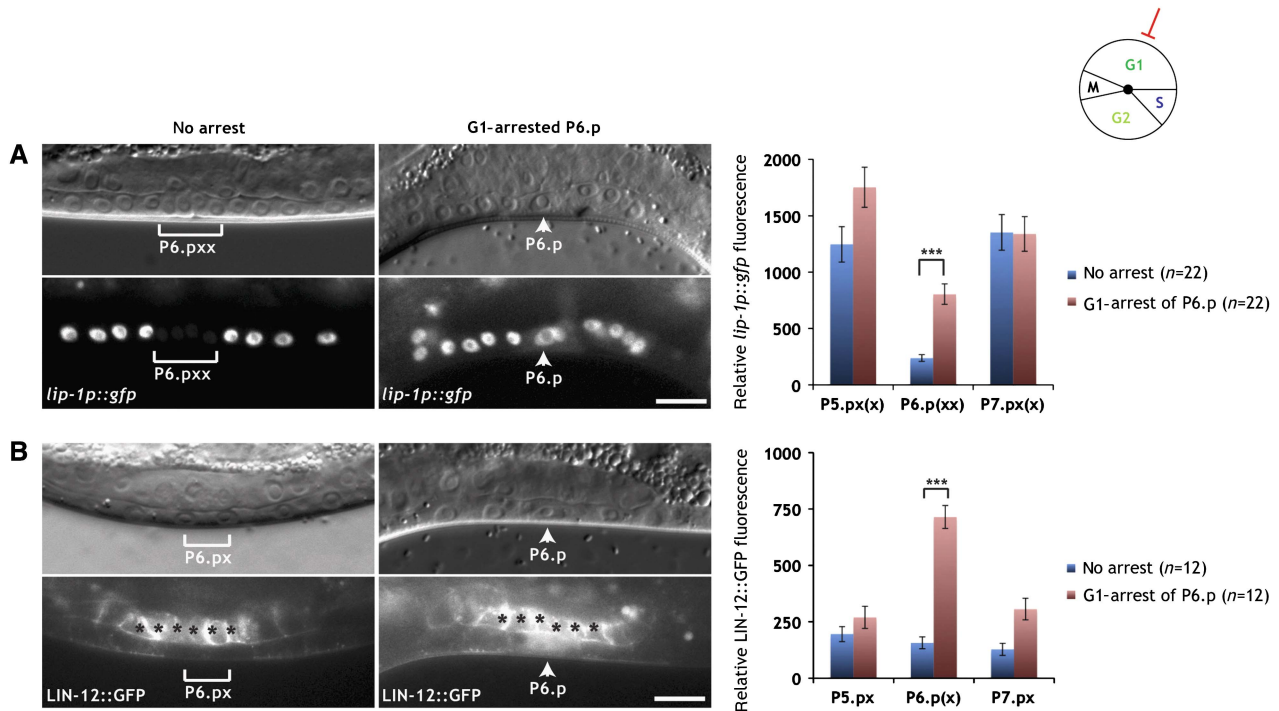 G1
M
S
G2
A
No arrest
G1-arrested P6.p
P6.pxx
P6.p
P6.pxx
P6.p
lip-1p::gfp
lip-1p::gfp
Relative lip-1p::gfp fluorescence
2000
1500
1000
500
0
***
P5.px(x)
P6.p(xx)
P7.px(x)
No arrest (n=22)
G1-arrest of P6.p (n=22)
B
P6.px
P6.p
* * * * * *
* * * * * *
P6.px
P6.p
LIN-12::GFP
LIN-12::GFP
Relative LIN-12::GFP fluorescence
1000
750
500
250
0
***
P5.px
P6.p(x)
P7.px
No arrest (n=12)
G1-arrest of P6.p (n=12)